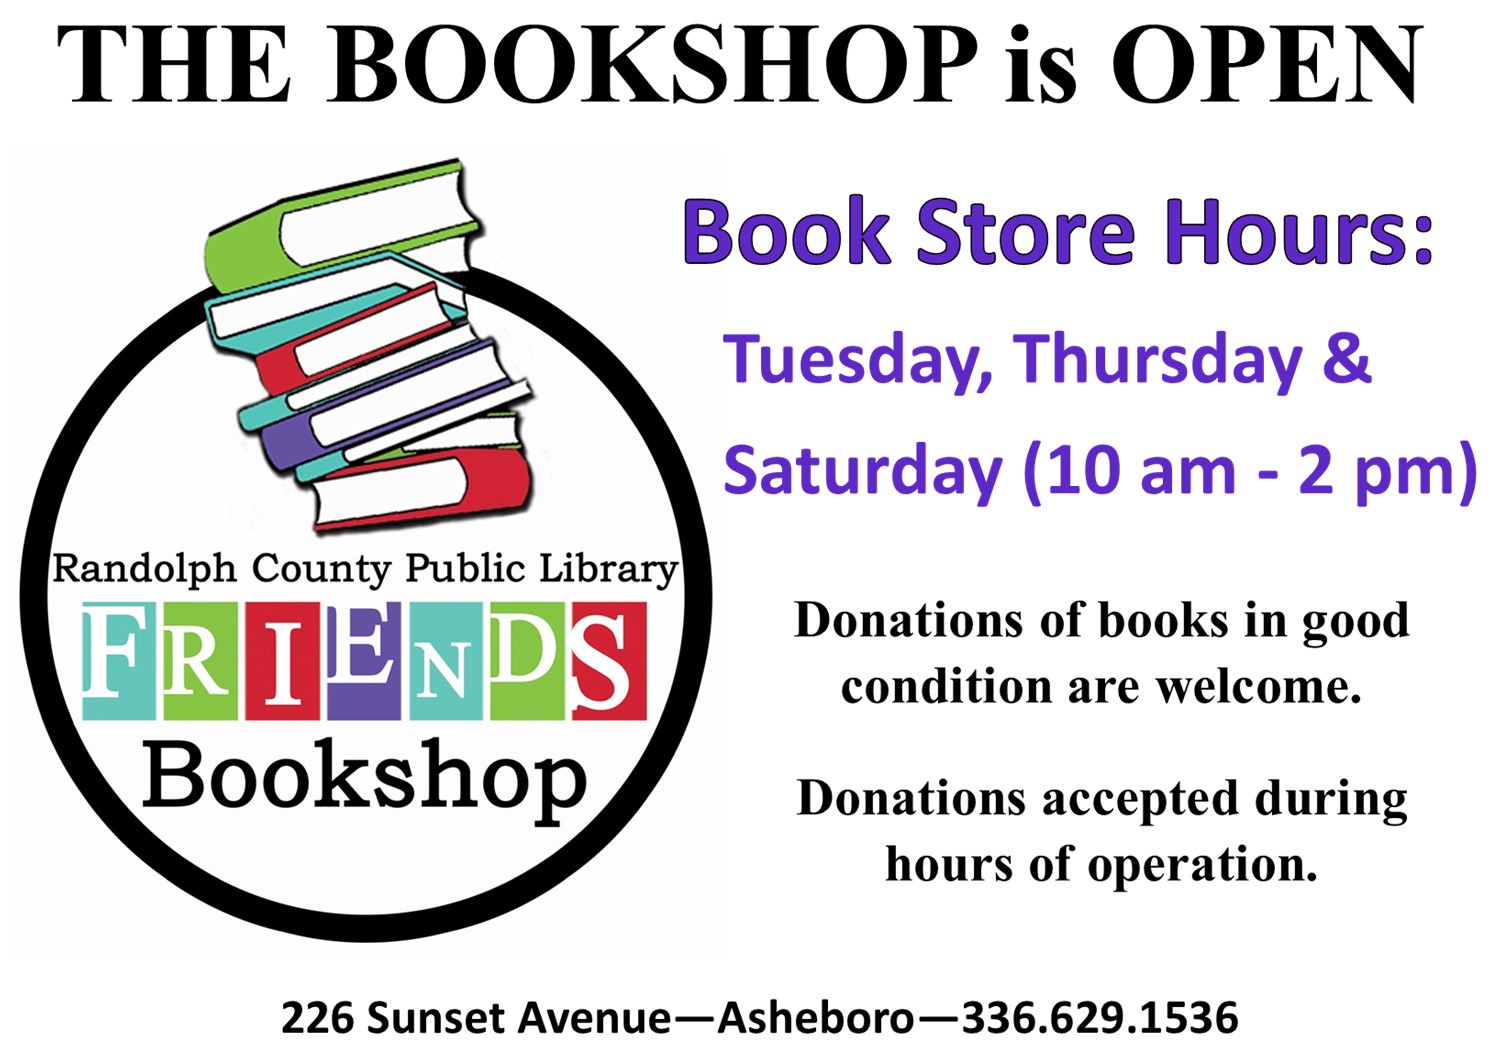 THE BOOKSHOP is OPEN
Book Store Hours:
Tuesday, Thursday &
Saturday (10 am - 2 pm)
Randolph County Public Library
FRIENDS
Bookshop
Donations of books in good
condition are welcome.
Donations accepted during
hours of operation.
226 Sunset Avenue—Asheboro—336.629.1536